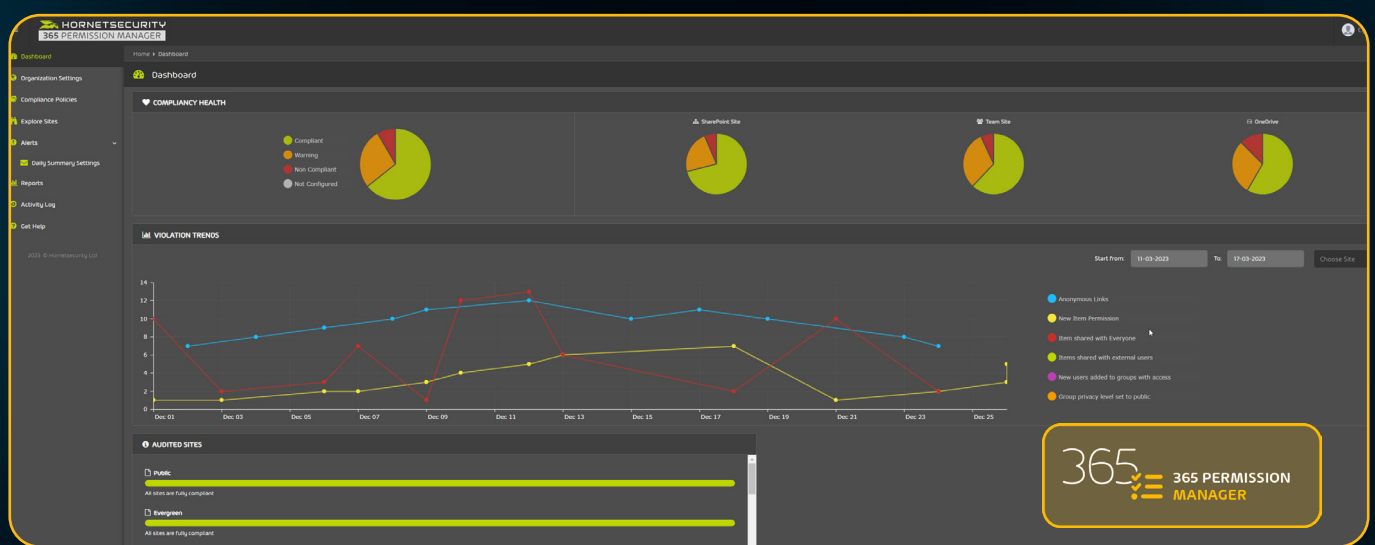 HORNETSECURITY
365 PERMISSION MANAGER
Dashboard
Organization Settings
Compliance Policies
Explore Sites
Alerts
Daily Summary Settings
Reports
Activity Log
Get Help
2023 © Hornetsecurity Ltd
Home > Dashboard
Dashboard
COMPLIANCY HEALTH
Compliant
Warning
Non Compliant
Not Configured
SharePoint Site
Team Site
OneDrive
VIOLATION TRENDS
Start from: 11-03-2023 To: 17-03-2023 Choose Site
14
12
10
8
6
4
2
0
Dec 01 Dec 03 Dec 05 Dec 07 Dec 09 Dec 11 Dec 13 Dec 15 Dec 17 Dec 19 Dec 21 Dec 23 Dec 25
Anonymous Links
New Item Permission
Item shared with Everyone
Items shared with external users
New users added to groups with access
Group privacy level set to public
AUDITED SITES
Public
All sites are fully compliant
Evergreen
All sites are fully compliant
365
365 PERMISSION
MANAGER